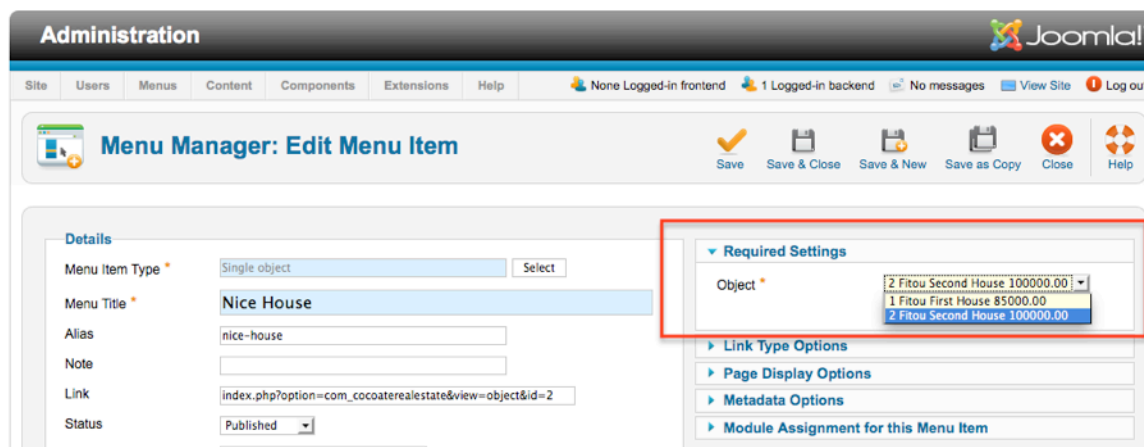 Administration Joomla!
Site Users Menus Content Components Extensions Help None Logged-in frontend 1 Logged-in backend No messages View Site Log out
Menu Manager: Edit Menu Item
Save Save & Close Save & New Save as Copy Close Help
Details
Menu Item Type * Single object Select
Menu Title * Nice House
Alias nice-house
Note
Link index.php?option=com_cocoaterealestate&view=object&id=2
Status Published
Required Settings
Object * 2 Fitou Second House 100000.00
1 Fitou First House 85000.00
2 Fitou Second House 100000.00
Link Type Options
Page Display Options
Metadata Options
Module Assignment for this Menu Item